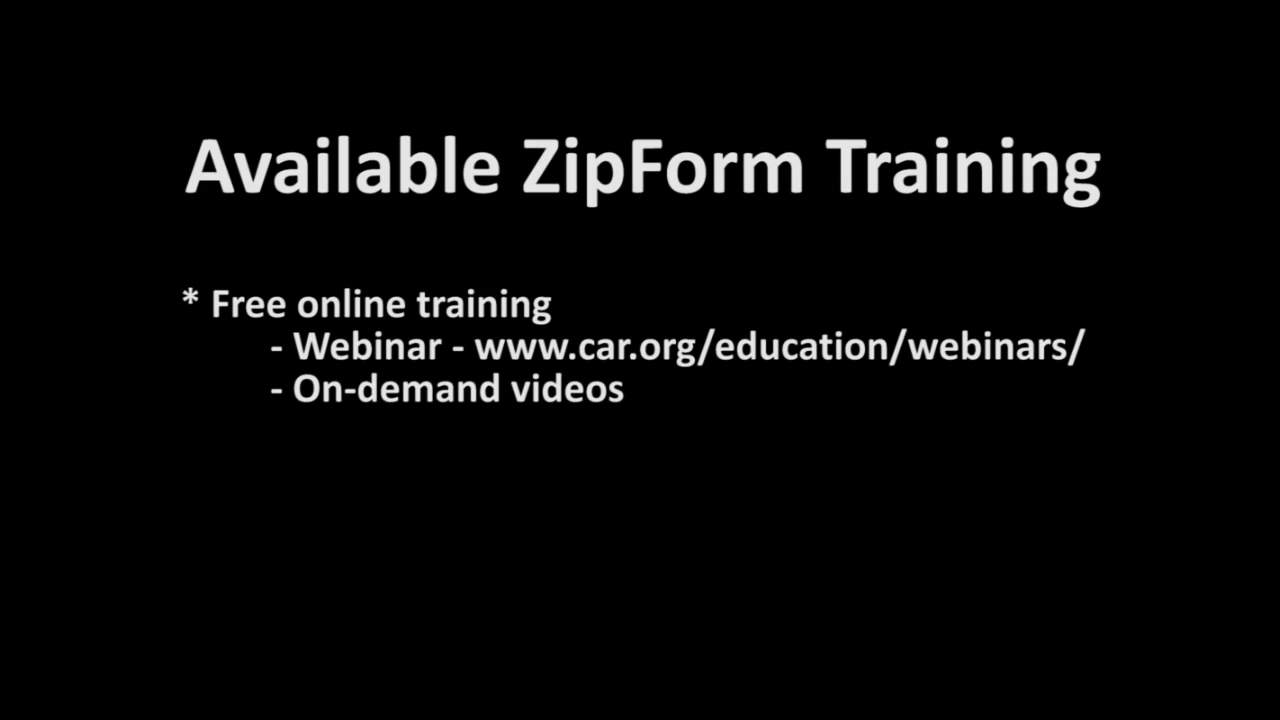 Available ZipForm Training
* Free online training
- Webinar - www.car.org/education/webinars/
- On-demand videos